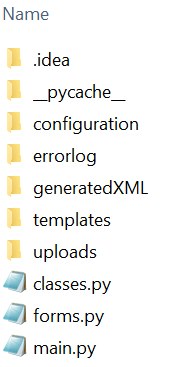 Name
.idea
__pycache__
configuration
errorlog
generatedXML
templates
uploads
classes.py
forms.py
main.py